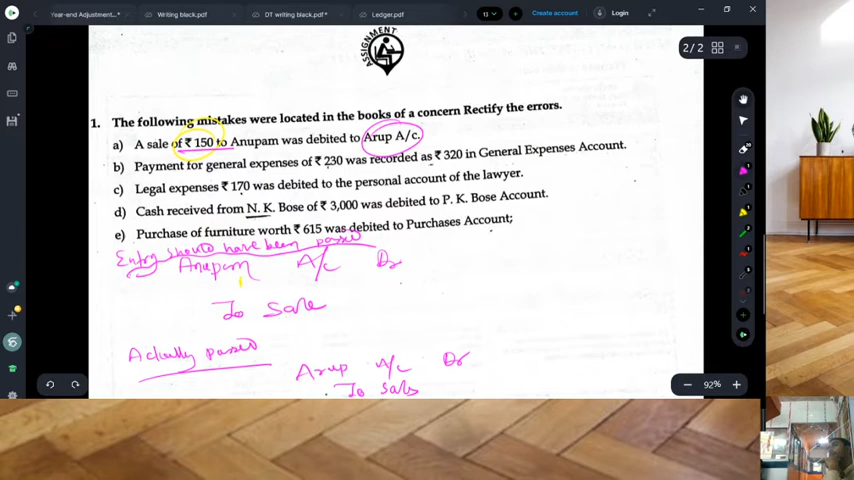 Year-end Adjustment... *
Writing black.pdf
DT writing black.pdf*
Ledger.pdf
13
Create account
Login
2/2
ASSIGNMENT
1. The following mistakes were located in the books of a concern Rectify the errors.
a) A sale of ₹ 150 to Anupam was debited to Arup A/c.
b) Payment for general expenses of ₹ 230 was recorded as ₹ 320 in General Expenses Account.
c) Legal expenses ₹ 170 was debited to the personal account of the lawyer.
d) Cash received from N. K. Bose of ₹ 3,000 was debited to P. K. Bose Account.
e) Purchase of furniture worth ₹ 615 was debited to Purchases Account;
Entry should have been passed
Anupam A/c Dr
To Sale
Actually passed
Arup A/c Dr
To sales
92%